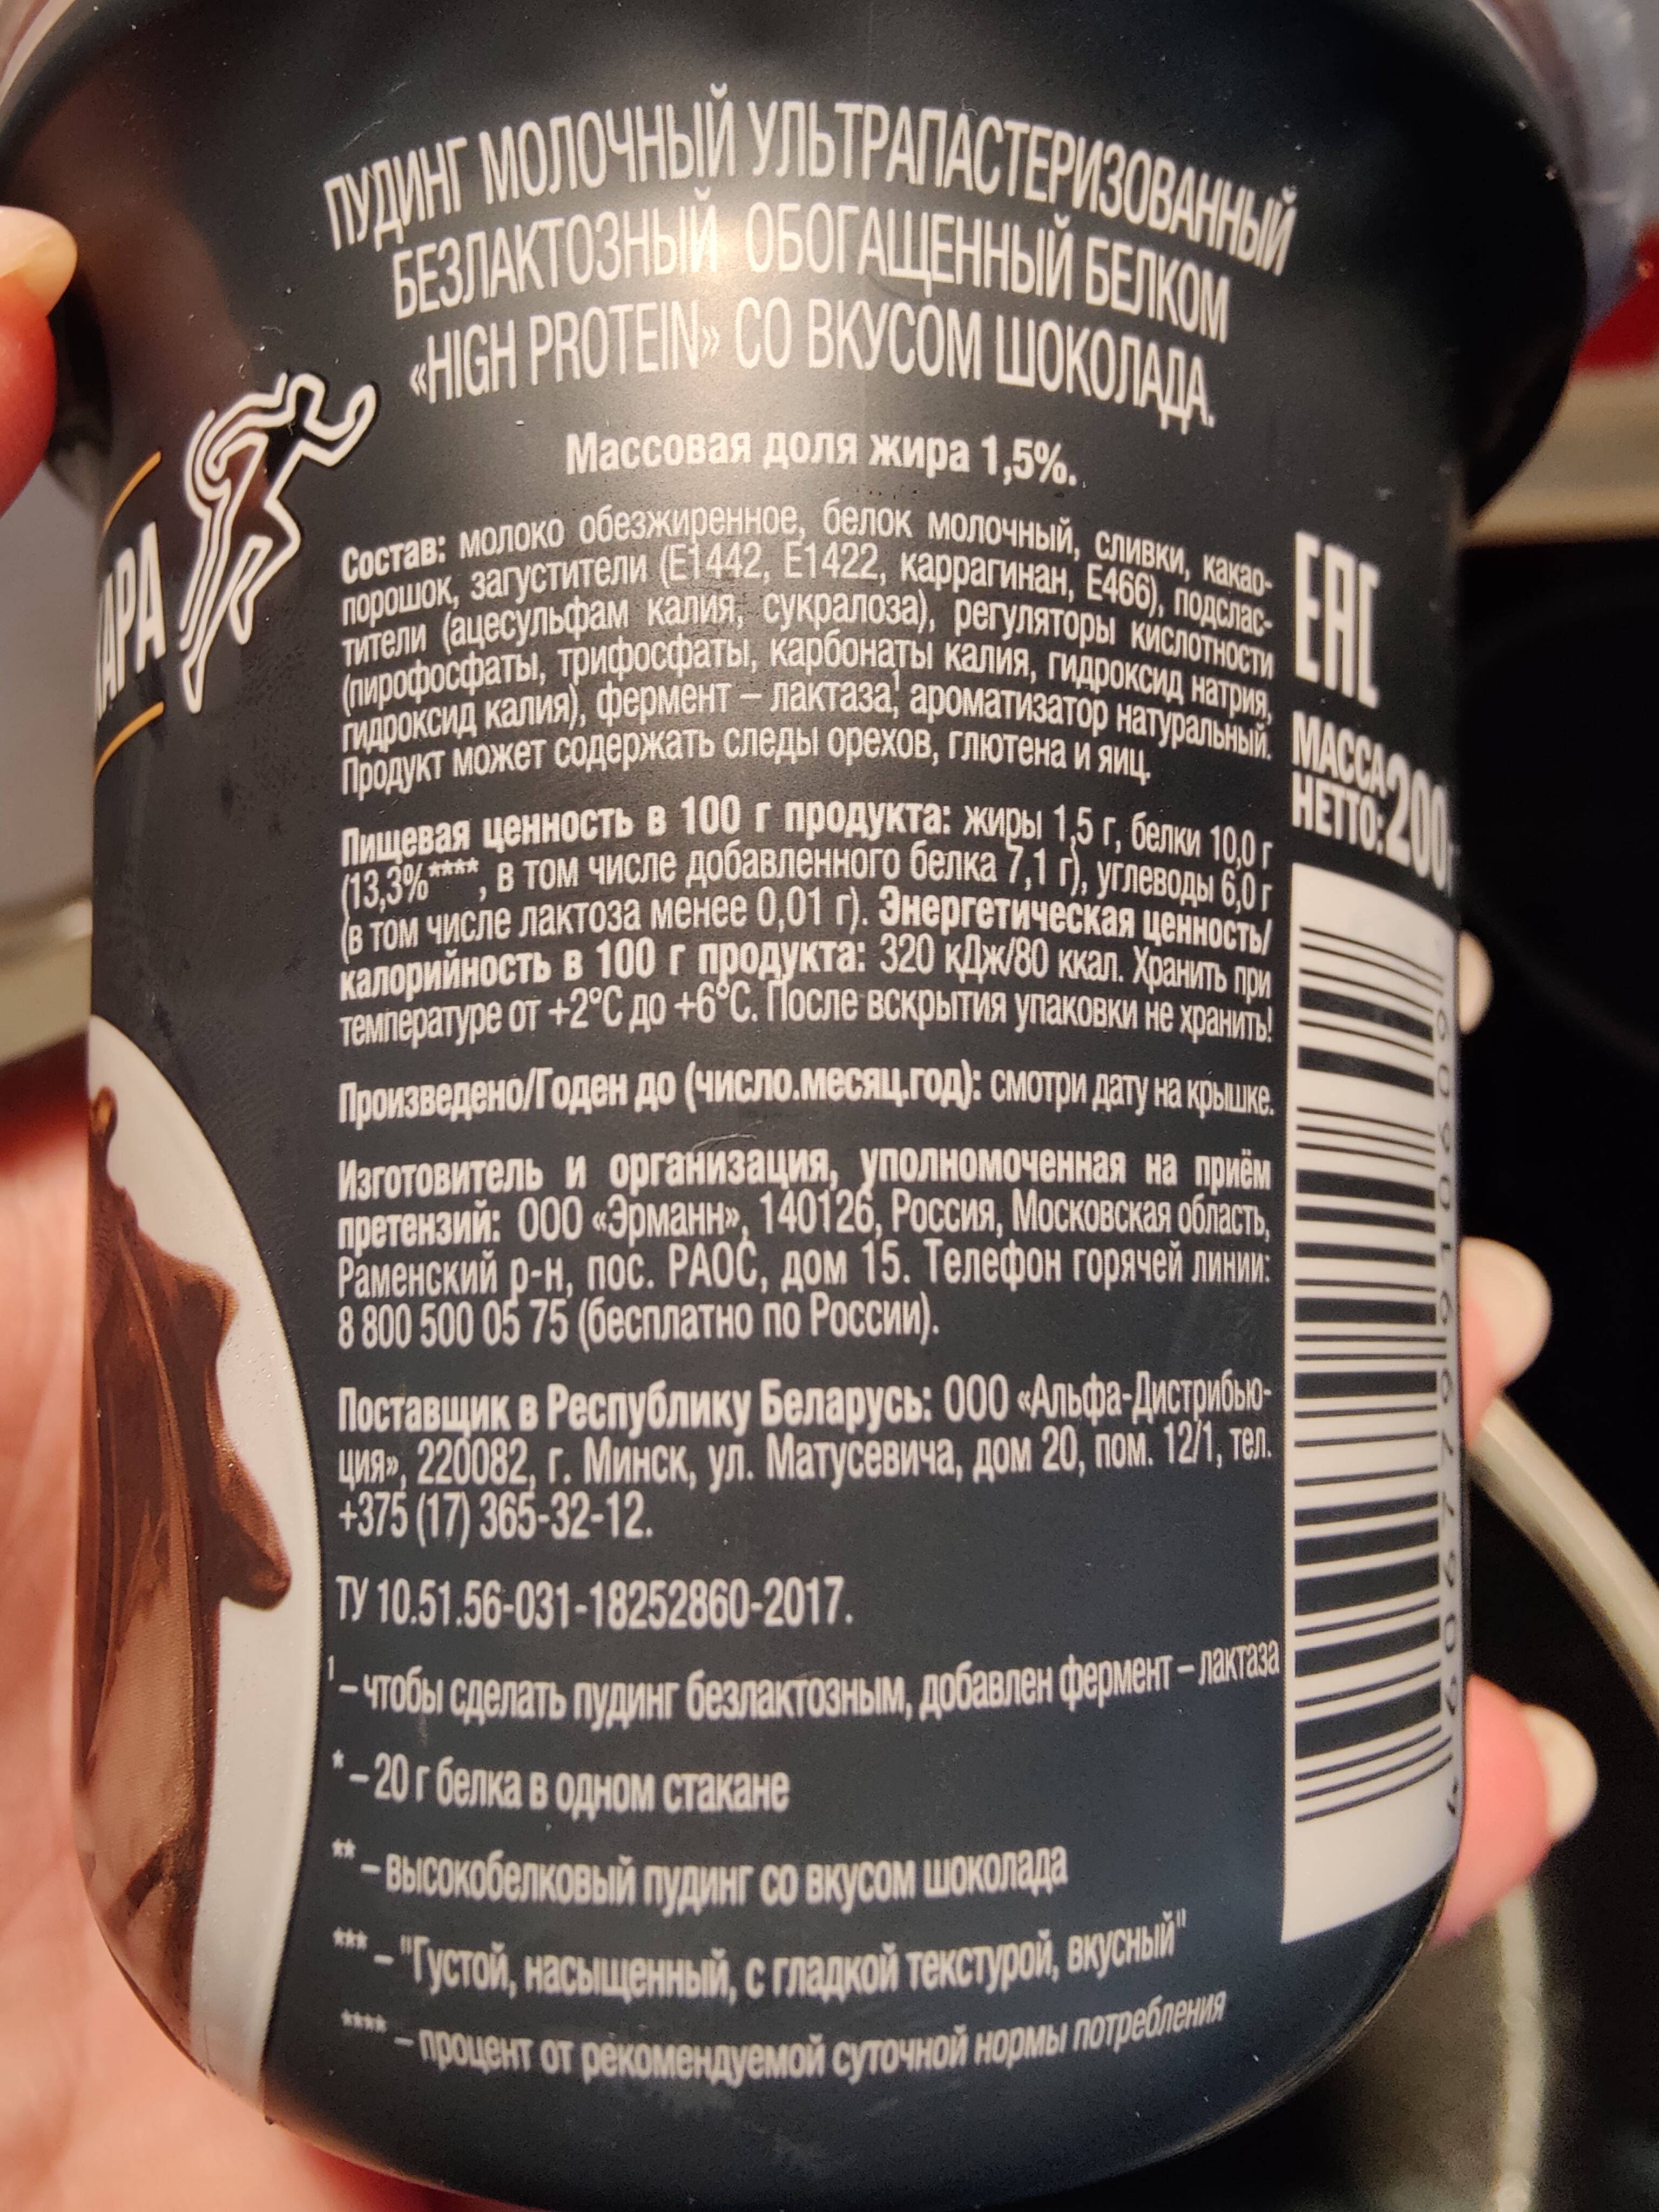 ПУДИНГ МОЛОЧНЫЙ УЛЬТРАПАСТЕРИЗОВАННЫЙ
БЕЗЛАКТОЗНЫЙ ОБОГАЩЕННЫЙ БЕЛКОМ
«HIGH PROTEIN» СО ВКУСОМ ШОКОЛАДА.
Массовая доля жира 1,5%.
Состав: молоко обезжиренное, белок молочный, сливки, какао-
порошок, загустители (Е1442, Е1422, каррагинан, Е466), подслас-
тители (ацесульфам калия, сукралоза), регуляторы кислотности
(пирофосфаты, трифосфаты, карбонаты калия, гидроксид натрия,
гидроксид калия), фермент – лактаза¹, ароматизатор натуральный.
Продукт может содержать следы орехов, глютена и яиц.
Пищевая ценность в 100 г продукта: жиры 1,5 г, белки 10,0 г
(13,3%****, в том числе добавленного белка 7,1 г), углеводы 6,0 г
(в том числе лактоза менее 0,01 г). Энергетическая ценность/
калорийность в 100 г продукта: 320 кДж/80 ккал. Хранить при
температуре от +2°С до +6°С. После вскрытия упаковки не хранить!
Произведено/Годен до (число.месяц.год): смотри дату на крышке.
Изготовитель и организация, уполномоченная на приём
претензий: ООО «Эрманн», 140126, Россия, Московская область,
Раменский р-н, пос. РАОС, дом 15. Телефон горячей линии:
8 800 500 05 75 (бесплатно по России).
Поставщик в Республику Беларусь: ООО «Альфа-Дистрибью-
ция», 220082, г. Минск, ул. Матусевича, дом 20, пом. 12/1, тел.
+375 (17) 365-32-12.
ТУ 10.51.56-031-18252860-2017.
¹ – чтобы сделать пудинг безлактозным, добавлен фермент – лактаза
* – 20 г белка в одном стакане
** – высокобелковый пудинг со вкусом шоколада
*** – "Густой, насыщенный, с гладкой текстурой, вкусный"
**** – процент от рекомендуемой суточной нормы потребления
ЕАС
МАССА
НЕТТО: 200 г